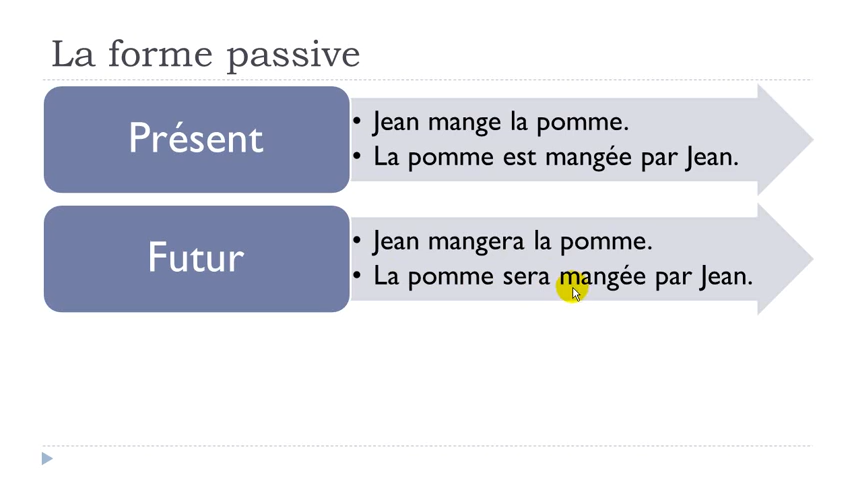 La forme passive
Présent
• Jean mange la pomme.
• La pomme est mangée par Jean.
Futur
• Jean mangera la pomme.
• La pomme sera mangée par Jean.